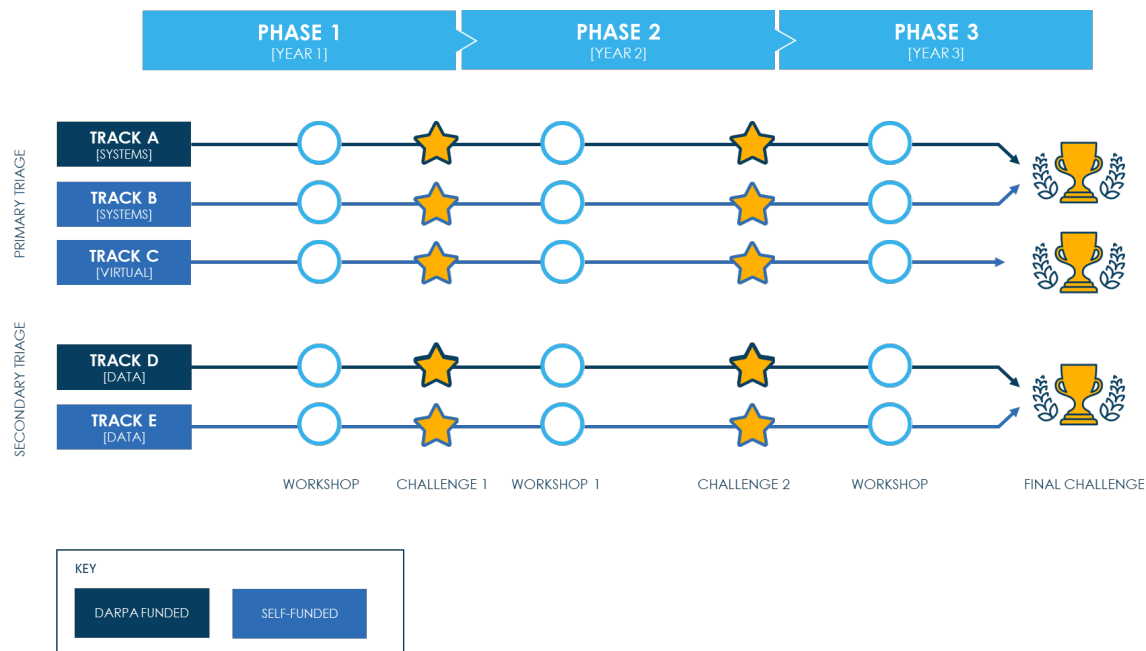 PHASE 1
[YEAR 1]
PHASE 2
[YEAR 2]
PHASE 3
[YEAR 3]
PRIMARY TRIAGE
TRACK A
[SYSTEMS]
TRACK B
[SYSTEMS]
TRACK C
[VIRTUAL]
SECONDARY TRIAGE
TRACK D
[DATA]
TRACK E
[DATA]
WORKSHOP
CHALLENGE 1
WORKSHOP 1
CHALLENGE 2
WORKSHOP
FINAL CHALLENGE
KEY
DARPA FUNDED
SELF-FUNDED